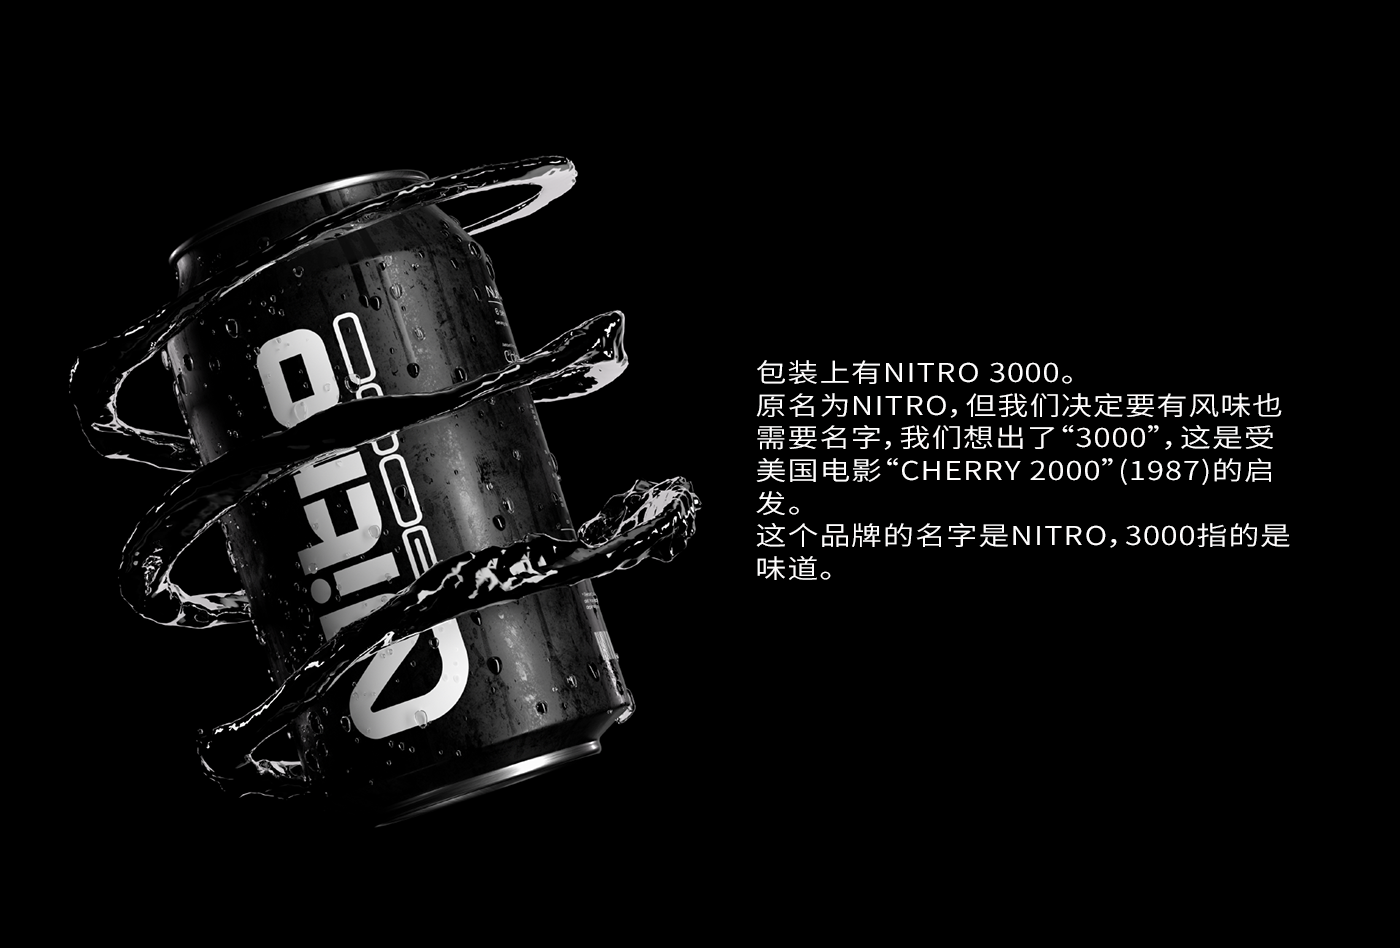 NITRO
3000
包装上有NITRO 3000。
原名为NITRO，但我们决定要有风味也
需要名字，我们想出了“3000”，这是受
美国电影“CHERRY 2000”(1987)的启
发。
这个品牌的名字是NITRO，3000指的是
味道。